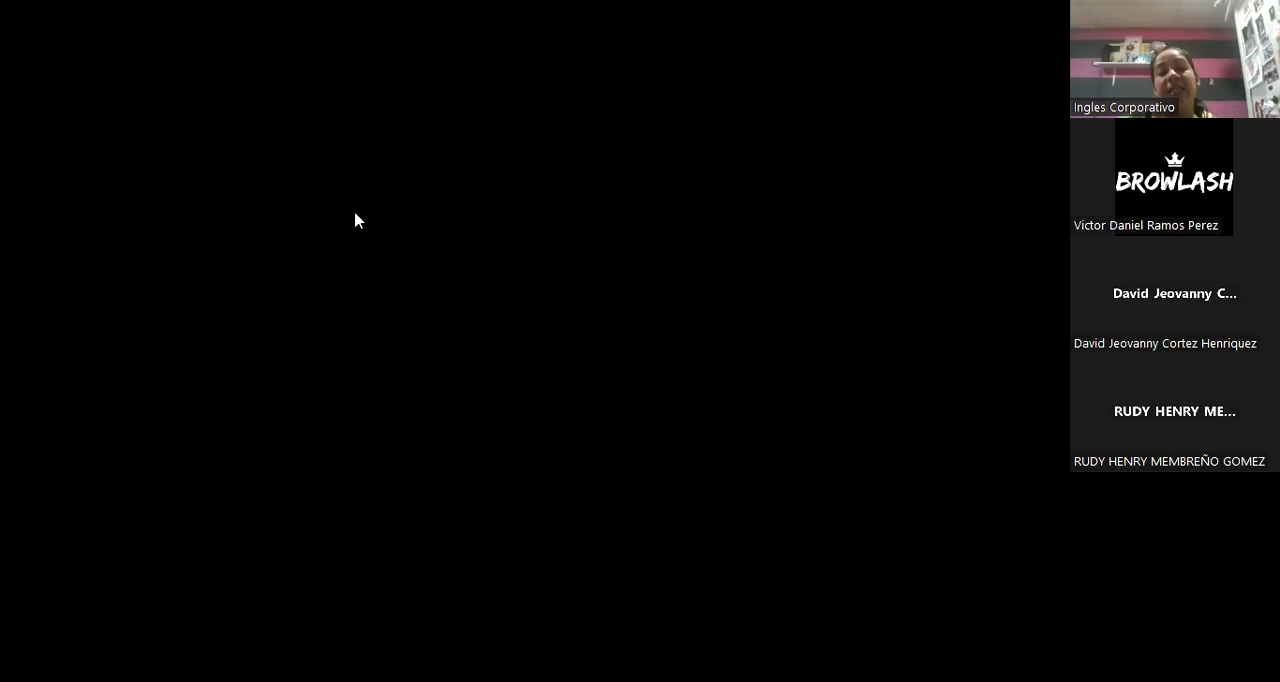 Ingles Corporativo
BROWLASH
Victor Daniel Ramos Perez
David Jeovanny C...
David Jeovanny Cortez Henriquez
RUDY HENRY ME...
RUDY HENRY MEMBREÑO GOMEZ